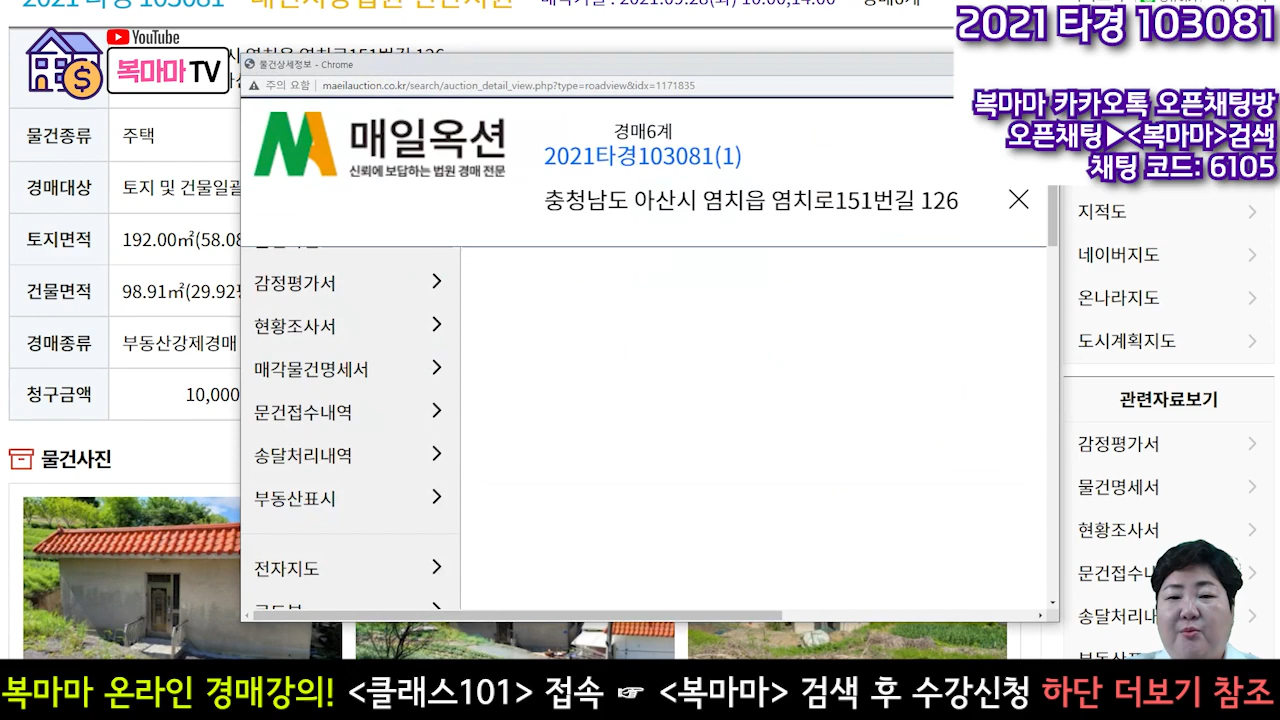 2021 타경 103081
2021 타경 103081
YouTube
복마마 TV
물건상세정보 - Chrome
주의 요함 | maeilauction.co.kr/search/auction_detail_view.php?type=roadview&idx=1171835
복마마 카카오톡 오픈채팅방
오픈채팅▶<복마마>검색
채팅 코드: 6105
매일옥션
신뢰에 보답하는 법원 경매 전문
경매6계
2021타경103081(1)
충청남도 아산시 염치읍 염치로151번길 126
물건종류 주택
경매대상 토지 및 건물일괄
토지면적 192.00㎡(58.08
건물면적 98.91㎡(29.92
경매종류 부동산강제경매
청구금액 10,000
물건사진
감정평가서
현황조사서
매각물건명세서
문건접수내역
송달처리내역
부동산표시
전자지도
지적도
네이버지도
온나라지도
도시계획지도
관련자료보기
감정평가서
물건명세서
현황조사서
문건접수
송달처리
복마마 온라인 경매강의! <클래스101> 접속 ☞ <복마마> 검색 후 수강신청 하단 더보기 참조